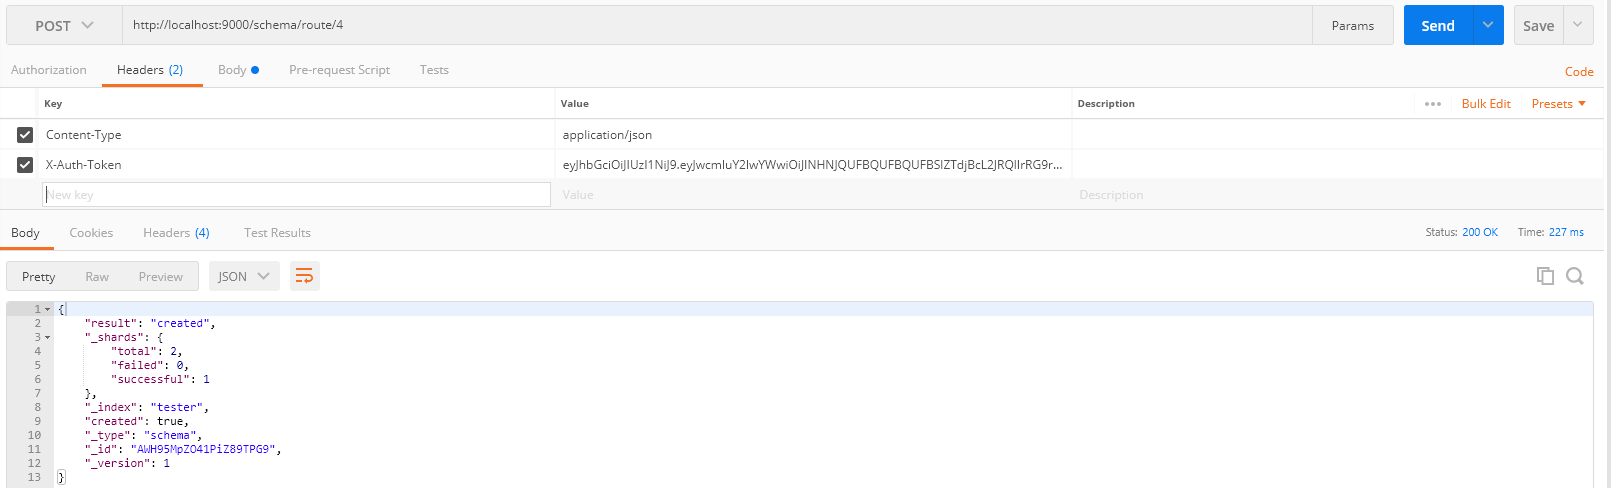 POST http://localhost:9000/schema/route/4 Params Send Save
Authorization Headers (2) Body Pre-request Script Tests Code
Key Value Description ••• Bulk Edit Presets
Content-Type application/json
X-Auth-Token
New key Value Description
Body Cookies Headers (4) Test Results Status: 200 OK Time: 227 ms
Pretty Raw Preview JSON
1 {
2 "result": "created",
3 "_shards": {
4 "total": 2,
5 "failed": 0,
6 "successful": 1
7 },
8 "_index": "tester",
9 "created": true,
10 "_type": "schema",
11 "_id": "AWH95MpZO41PiZ89TPG9",
12 "_version": 1
13 }